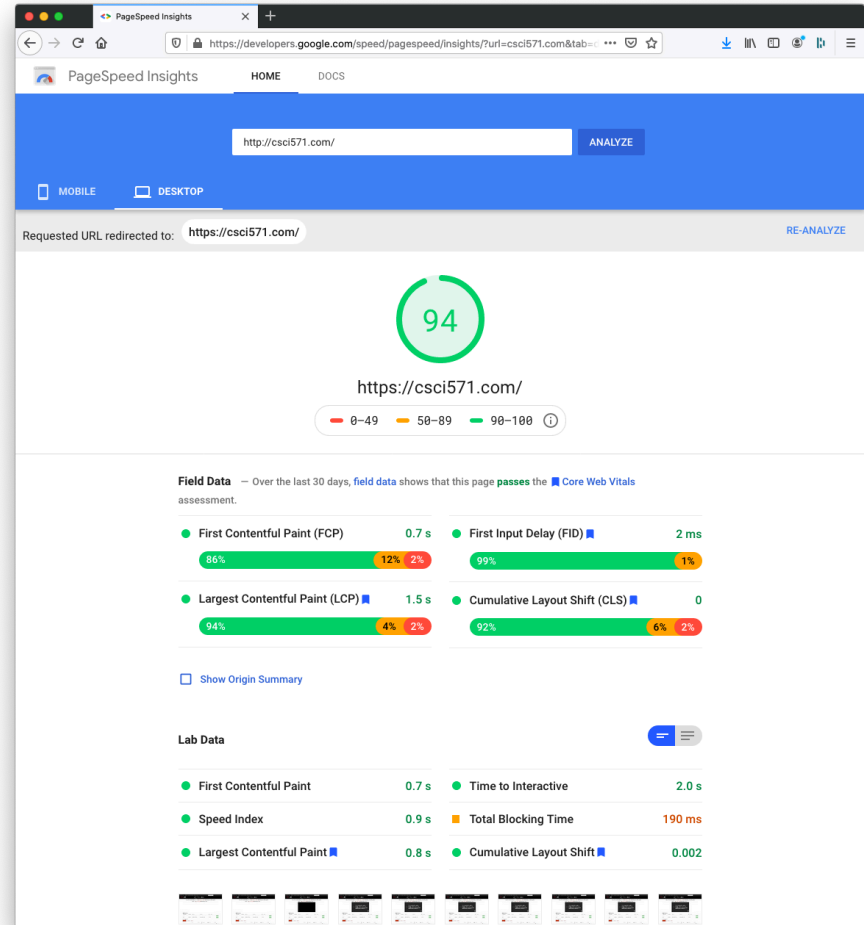 PageSpeed Insights
https://developers.google.com/speed/pagespeed/insights/?url=csci571.com&tab=
PageSpeed Insights HOME DOCS
http://csci571.com/ ANALYZE
MOBILE DESKTOP
Requested URL redirected to: https://csci571.com/ RE-ANALYZE
94
https://csci571.com/
0–49 50–89 90–100
Field Data — Over the last 30 days, field data shows that this page passes the Core Web Vitals
assessment.
First Contentful Paint (FCP) 0.7 s First Input Delay (FID) 2 ms
86% 12% 2% 99% 1%
Largest Contentful Paint (LCP) 1.5 s Cumulative Layout Shift (CLS) 0
94% 4% 2% 92% 6% 2%
Show Origin Summary
Lab Data
First Contentful Paint 0.7 s Time to Interactive 2.0 s
Speed Index 0.9 s Total Blocking Time 190 ms
Largest Contentful Paint 0.8 s Cumulative Layout Shift 0.002